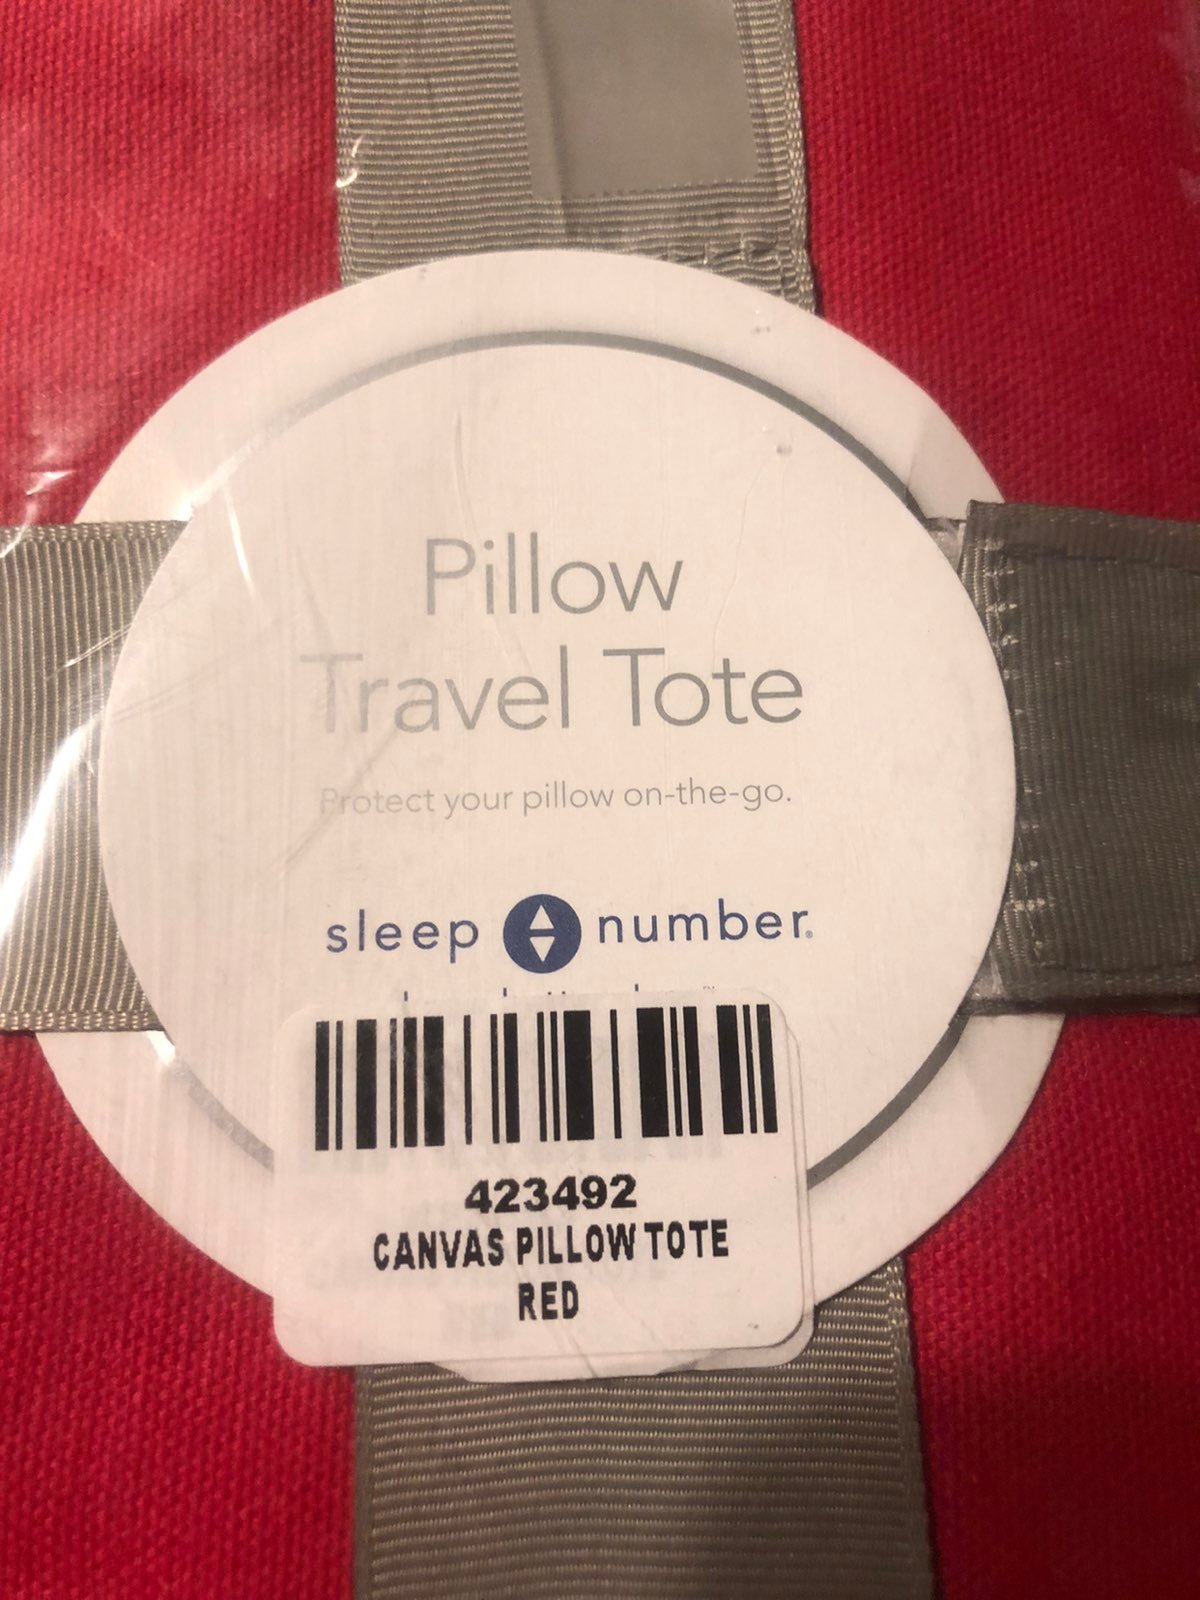 Pillow
Travel Tote
Protect your pillow on-the-go.
sleep number®
423492
CANVAS PILLOW TOTE
RED